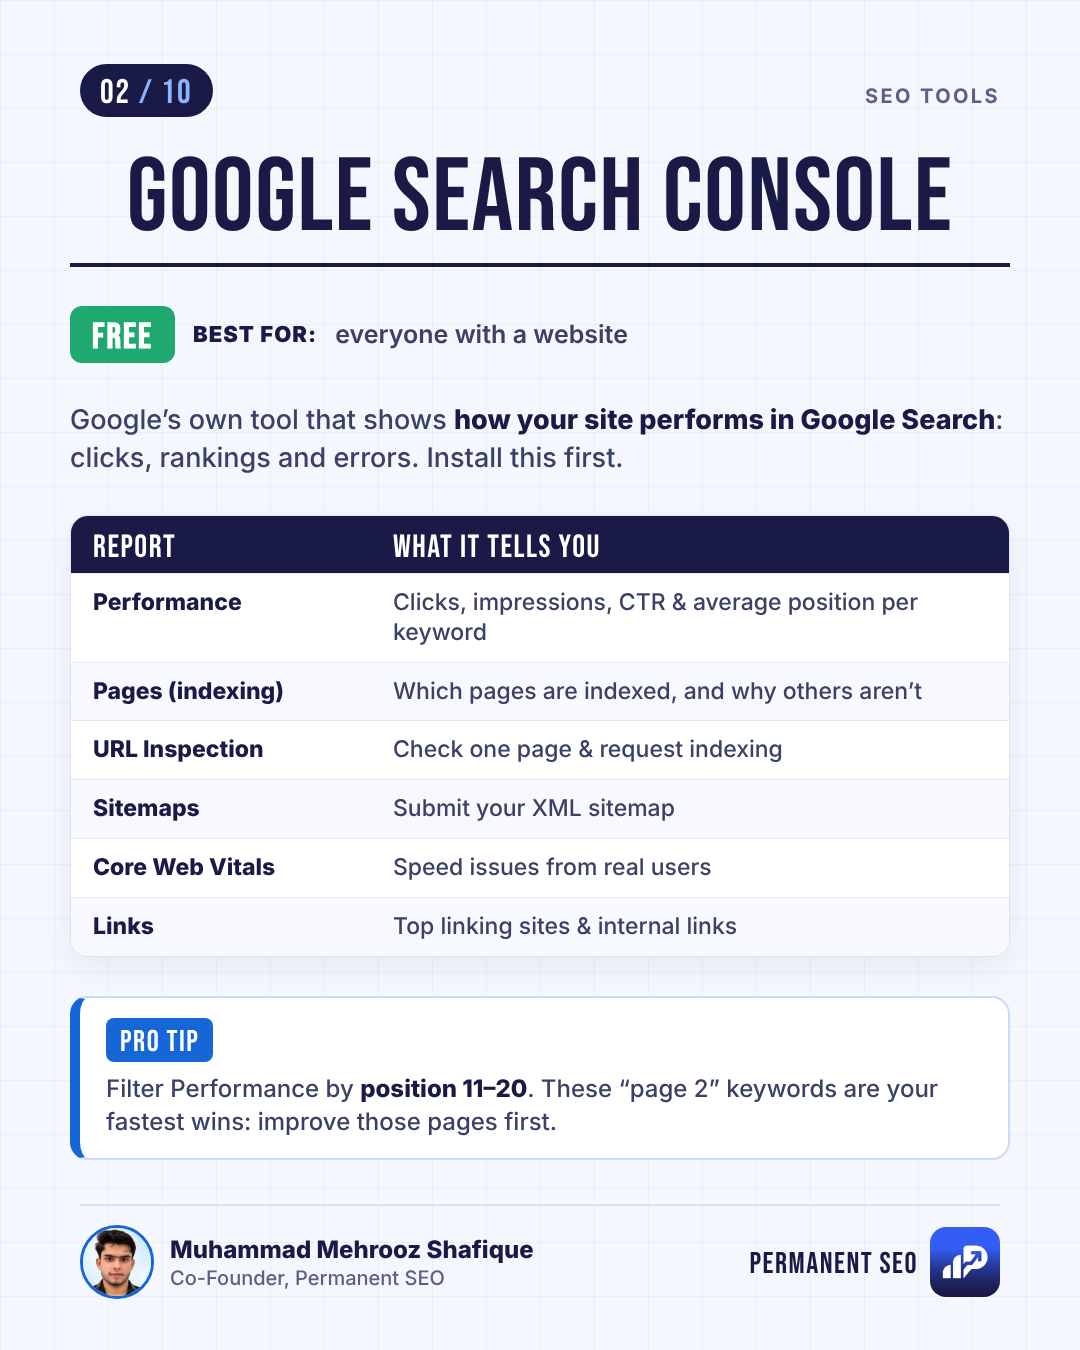 02 / 10
SEO TOOLS
GOOGLE SEARCH CONSOLE
FREE
BEST FOR: everyone with a website
Google’s own tool that shows how your site performs in Google Search:
clicks, rankings and errors. Install this first.
REPORT WHAT IT TELLS YOU
Performance Clicks, impressions, CTR & average position per
keyword
Pages (indexing) Which pages are indexed, and why others aren’t
URL Inspection Check one page & request indexing
Sitemaps Submit your XML sitemap
Core Web Vitals Speed issues from real users
Links Top linking sites & internal links
PRO TIP
Filter Performance by position 11–20. These “page 2” keywords are your
fastest wins: improve those pages first.
Muhammad Mehrooz Shafique
Co-Founder, Permanent SEO
PERMANENT SEO